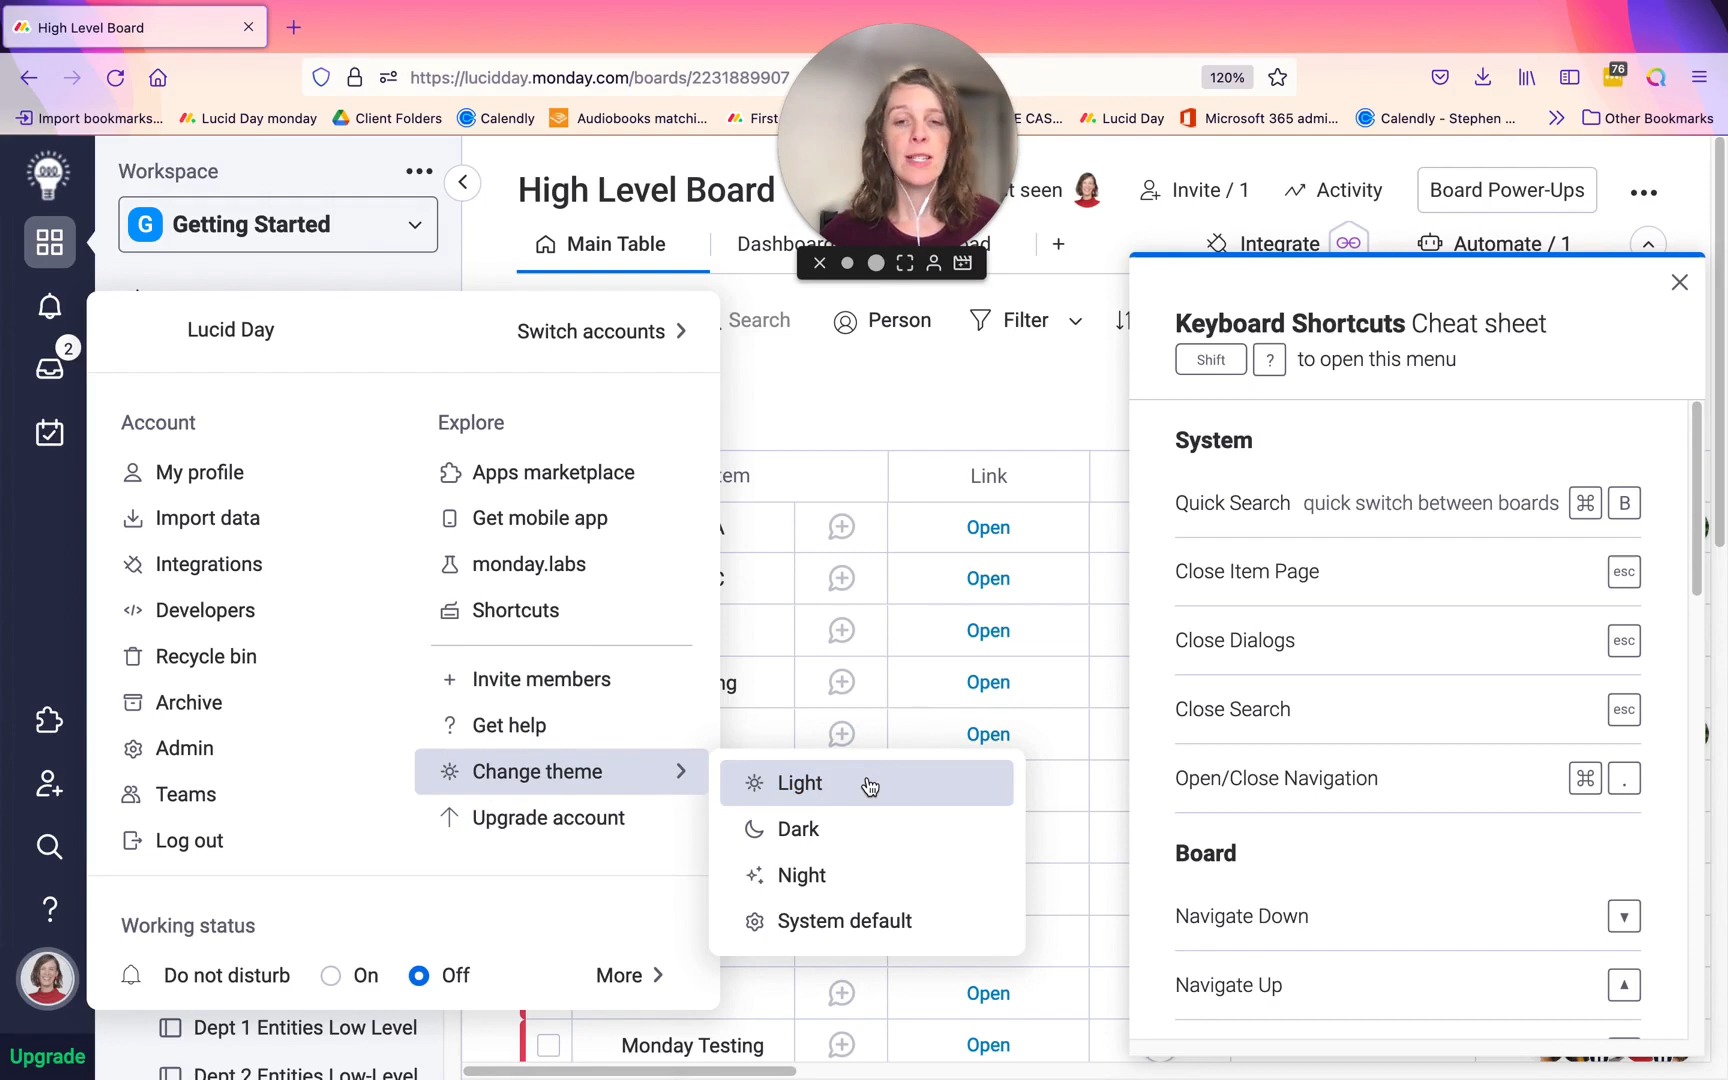 High Level Board
https://lucidday.monday.com/boards/2231889907
120%
76
Import bookmarks...
Lucid Day monday
Client Folders
Calendly
Audiobooks matchi...
First
E CAS...
Lucid Day
Microsoft 365 admi...
Calendly - Stephen ...
Other Bookmarks
Workspace
G
Getting Started
High Level Board
seen
Invite / 1
Activity
Board Power-Ups
Main Table
Dashboard
Integrate
Automate / 1
Search
Person
Filter
2
Lucid Day
Switch accounts
Account
My profile
Import data
Integrations
Developers
Recycle bin
Archive
Admin
Teams
Log out
Explore
Apps marketplace
Get mobile app
monday.labs
Shortcuts
Invite members
Get help
Change theme
Upgrade account
Light
Dark
Night
System default
Working status
Do not disturb
On
Off
More
Link
Open
Open
Open
Open
Open
Open
Monday Testing
Open
Dept 1 Entities Low Level
Dept 2 Entities Low-Level
Upgrade
Keyboard Shortcuts Cheat sheet
Shift ? to open this menu
System
Quick Search quick switch between boards ⌘ B
Close Item Page esc
Close Dialogs esc
Close Search esc
Open/Close Navigation ⌘ .
Board
Navigate Down ▼
Navigate Up ▲